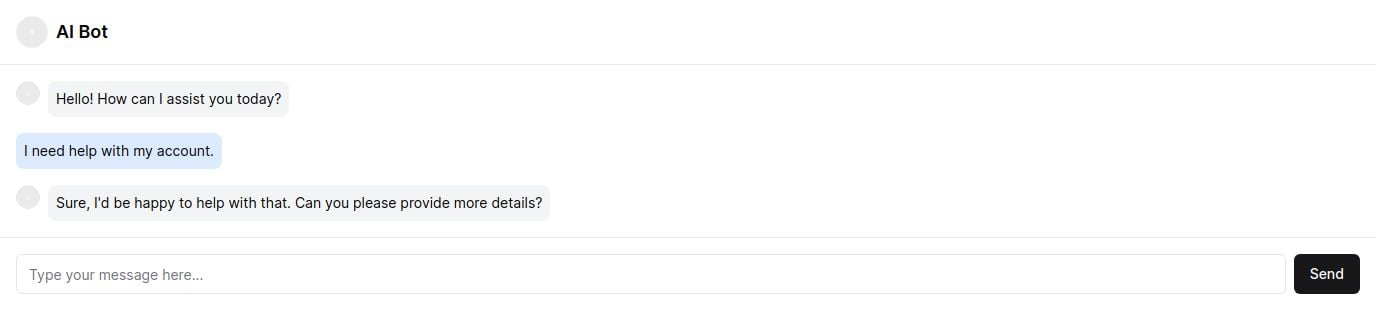 AI Bot
Hello! How can I assist you today?
I need help with my account.
Sure, I'd be happy to help with that. Can you please provide more details?
Type your message here...
Send